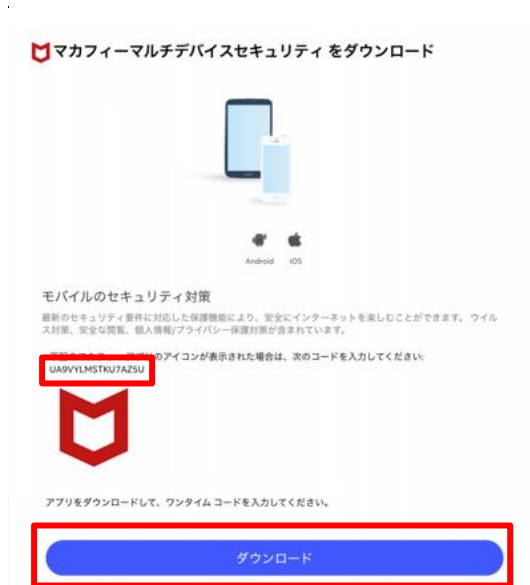 マカフィーマルチデバイスセキュリティ をダウンロード
Android iOS
モバイルのセキュリティ対策
最新のセキュリティ要件に対応した保護機能により、安全にインターネットを楽しむことができます。 ウイル
ス対策、安全な閲覧、個人情報/プライバシー保護対策が含まれています。
のアイコンが表示された場合は、次のコードを入力してください:
UA9VYLMSTKU7AZ5U
アプリをダウンロードして、ワンタイム コードを入力してください。
ダウンロード